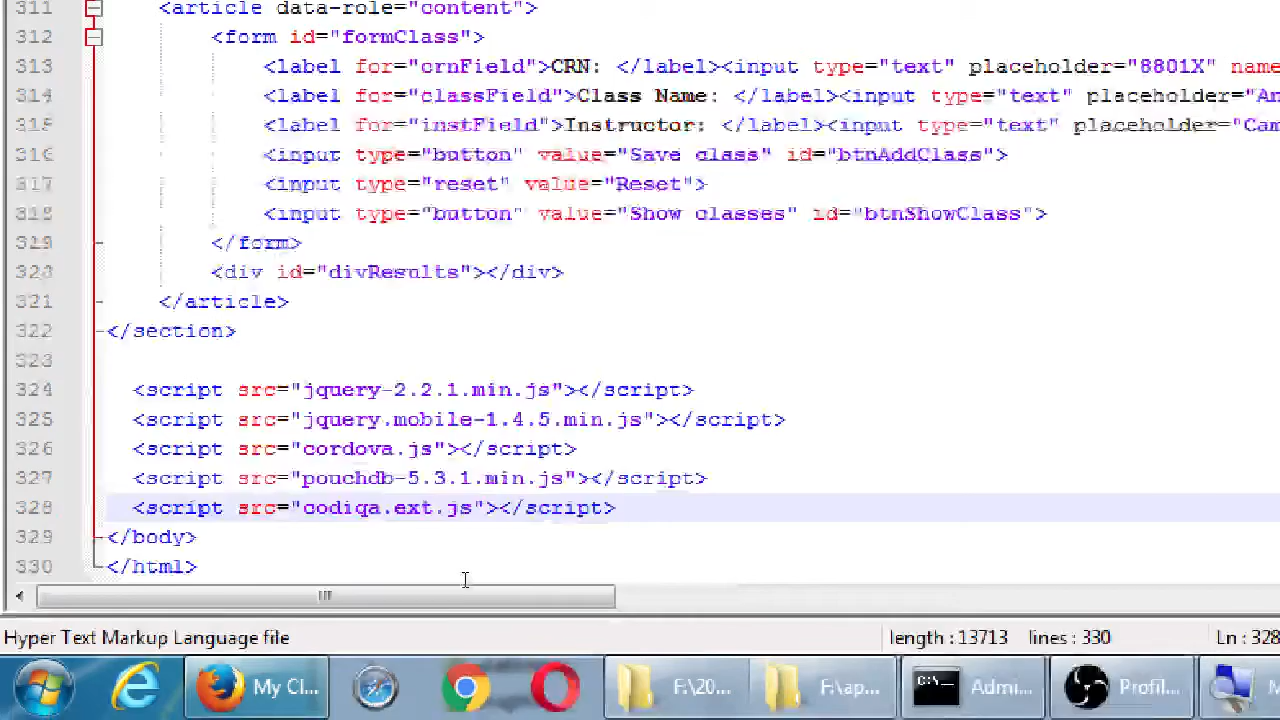 311 <article data-role="content">
312 <form id="formClass">
313 <label for="crnField">CRN: </label><input type="text" placeholder="8801X" name
314 <label for="classField">Class Name: </label><input type="text" placeholder="An
315 <label for="instField">Instructor: </label><input type="text" placeholder="Cam
316 <input type="button" value="Save class" id="btnAddClass">
317 <input type="reset" value="Reset">
318 <input type="button" value="Show classes" id="btnShowClass">
319 </form>
320 <div id="divResults"></div>
321 </article>
322 </section>
323
324 <script src="jquery-2.2.1.min.js"></script>
325 <script src="jquery.mobile-1.4.5.min.js"></script>
326 <script src="cordova.js"></script>
327 <script src="pouchdb-5.3.1.min.js"></script>
328 <script src="codiqa.ext.js"></script>
329 </body>
330 </html>
Hyper Text Markup Language file length : 13713 lines : 330 Ln : 328
My Cl... F:\20... F:\ap... C:\ Admi... Profil... M